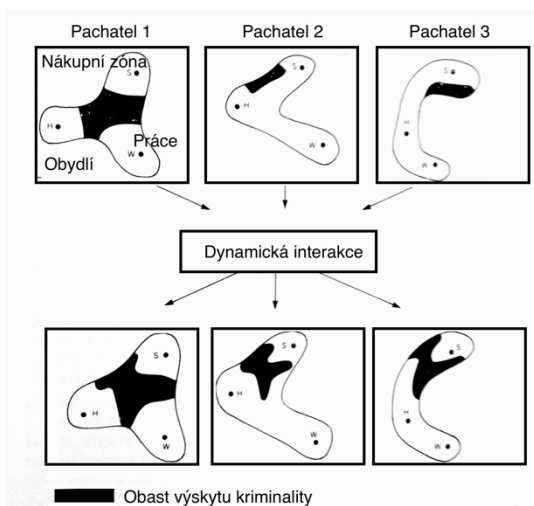 Pachatel 1 Pachatel 2 Pachatel 3
Nákupní zóna
S
H
Práce
W
Obydlí
S
H
W
S
H
W
Dynamická interakce
S
H
W
S
H
W
S
H
W
Obast výskytu kriminality